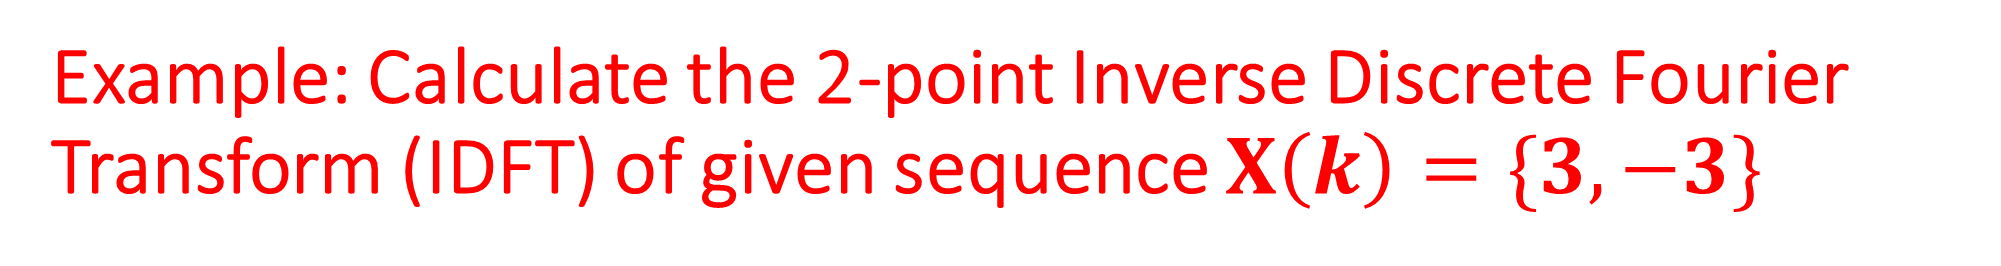 Example: Calculate the 2-point Inverse Discrete Fourier
Transform (IDFT) of given sequence X(k) = {3, −3}